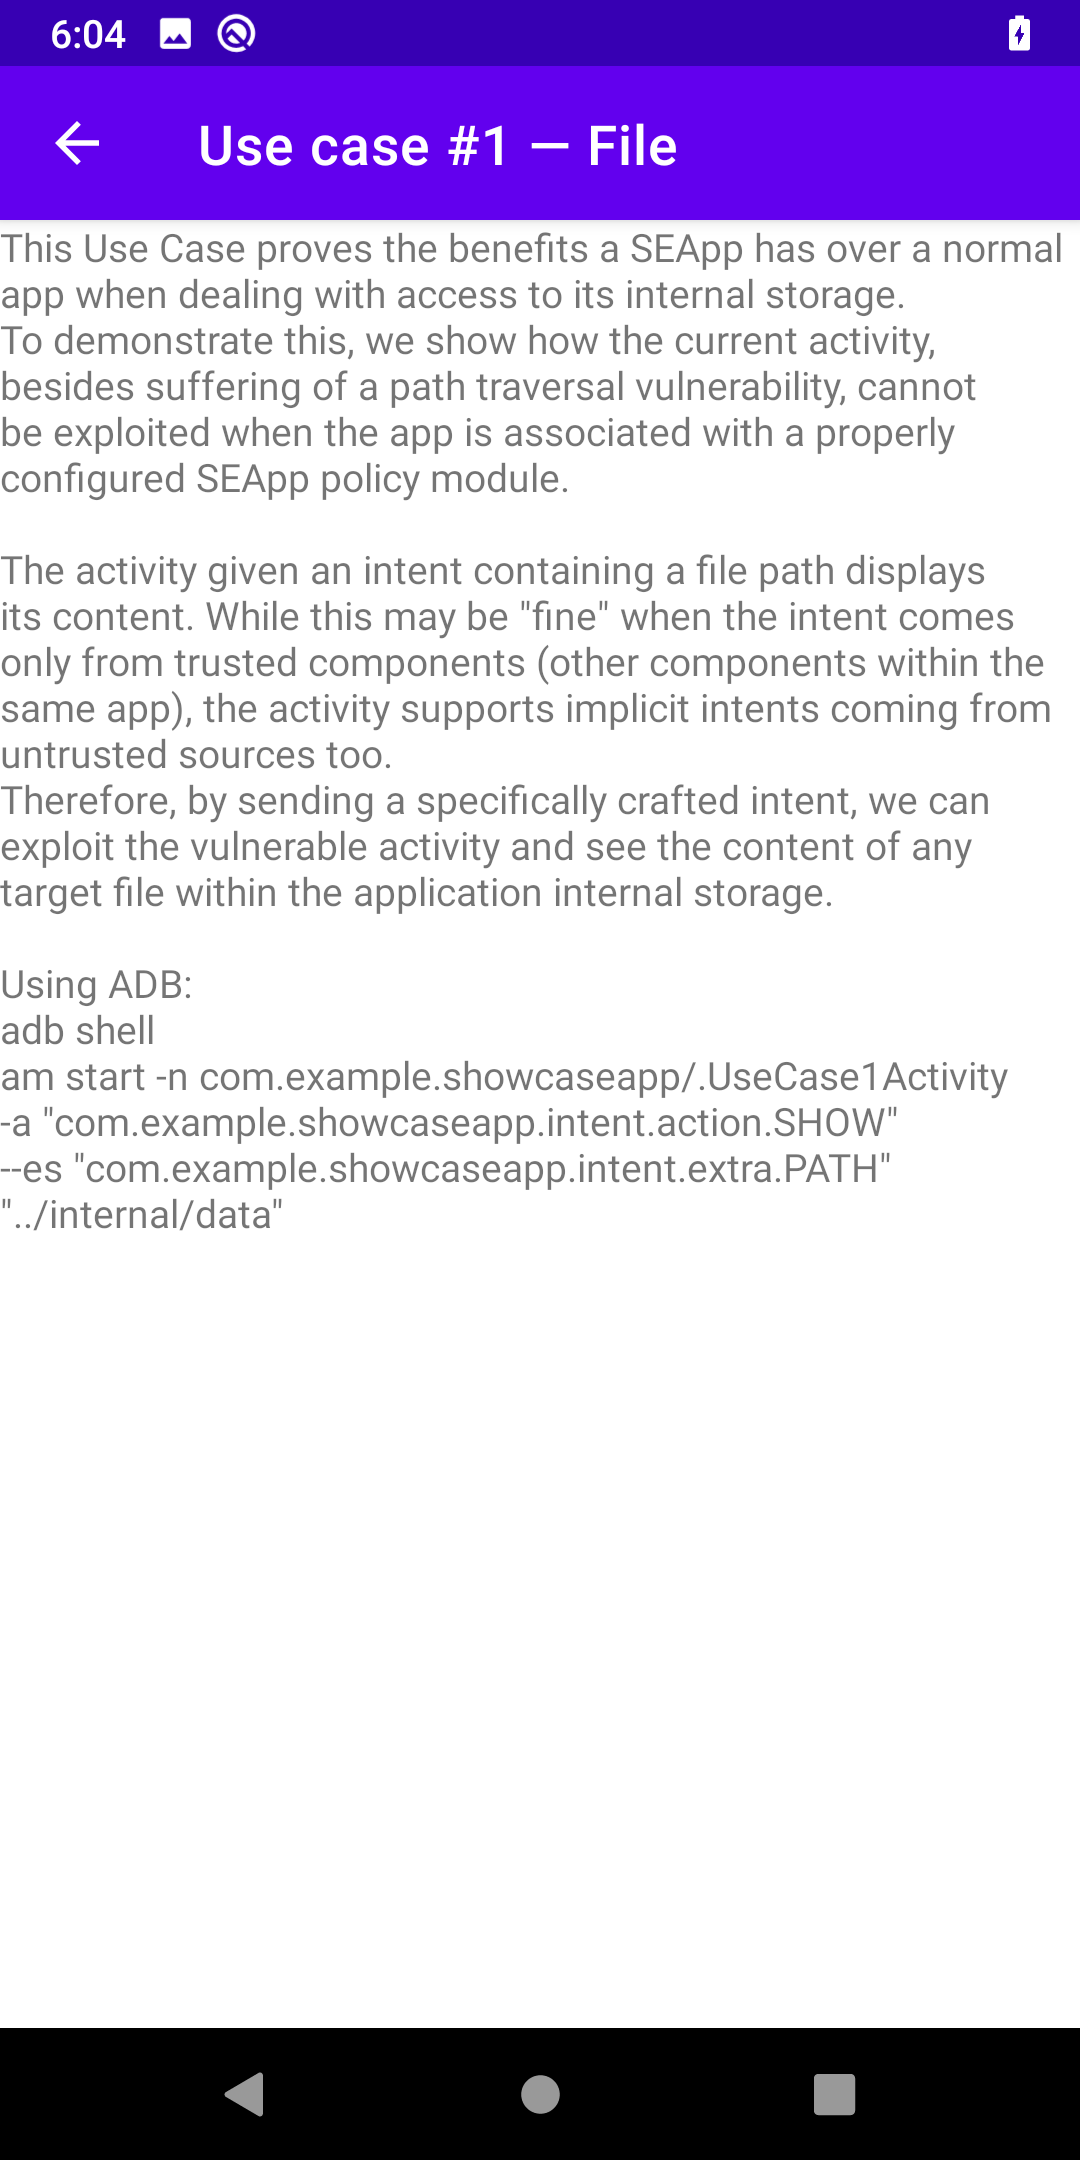 6:04
Use case #1 — File
This Use Case proves the benefits a SEApp has over a normal
app when dealing with access to its internal storage.
To demonstrate this, we show how the current activity,
besides suffering of a path traversal vulnerability, cannot
be exploited when the app is associated with a properly
configured SEApp policy module.
The activity given an intent containing a file path displays
its content. While this may be "fine" when the intent comes
only from trusted components (other components within the
same app), the activity supports implicit intents coming from
untrusted sources too.
Therefore, by sending a specifically crafted intent, we can
exploit the vulnerable activity and see the content of any
target file within the application internal storage.
Using ADB:
adb shell
am start -n com.example.showcaseapp/.UseCase1Activity
-a "com.example.showcaseapp.intent.action.SHOW"
--es "com.example.showcaseapp.intent.extra.PATH"
"../internal/data"